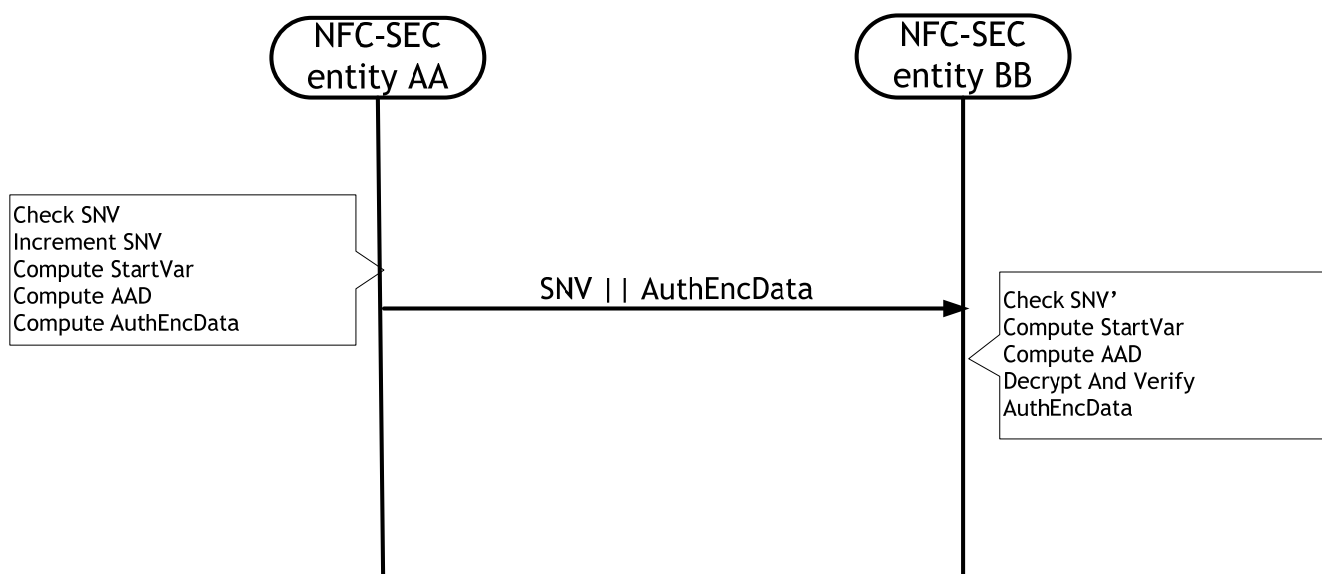 NFC-SEC
entity AA
NFC-SEC
entity BB
Check SNV
Increment SNV
Compute StartVar
Compute AAD
Compute AuthEncData
SNV || AuthEncData
Check SNV’
Compute StartVar
Compute AAD
Decrypt And Verify
AuthEncData